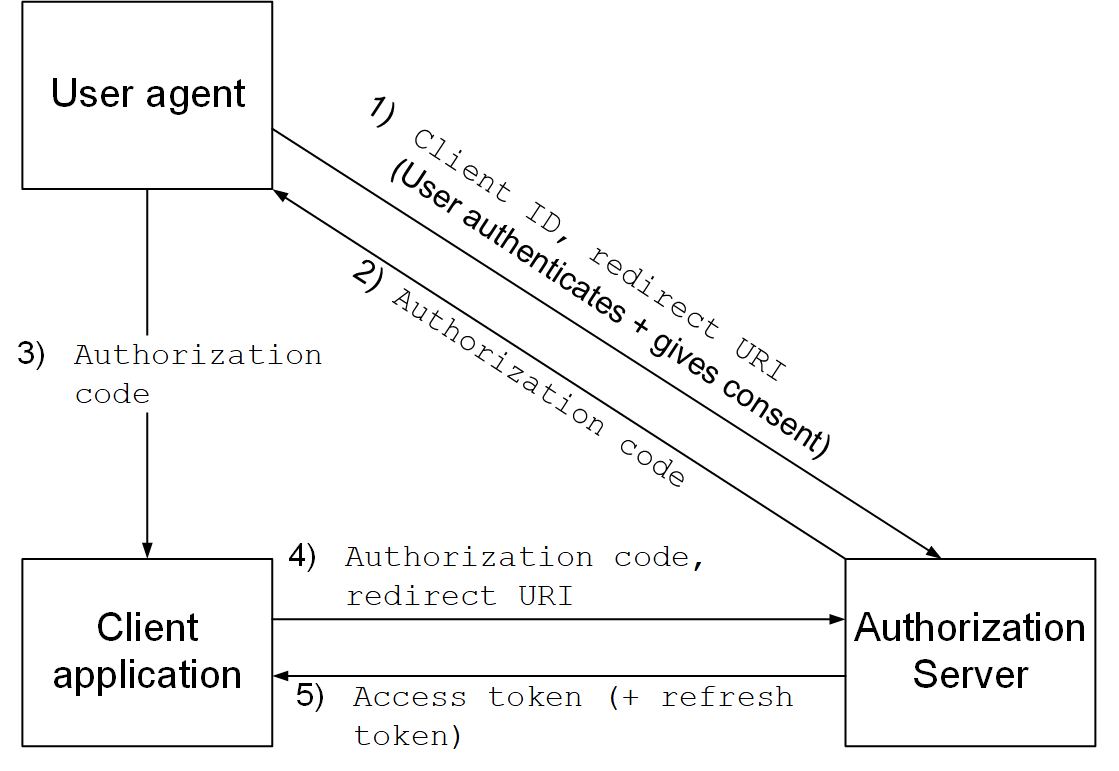 User agent
1) Client ID, redirect URI
(User authenticates + gives consent)
2) Authorization code
3) Authorization
code
Client
application
4) Authorization code,
redirect URI
5) Access token (+ refresh
token)
Authorization
Server